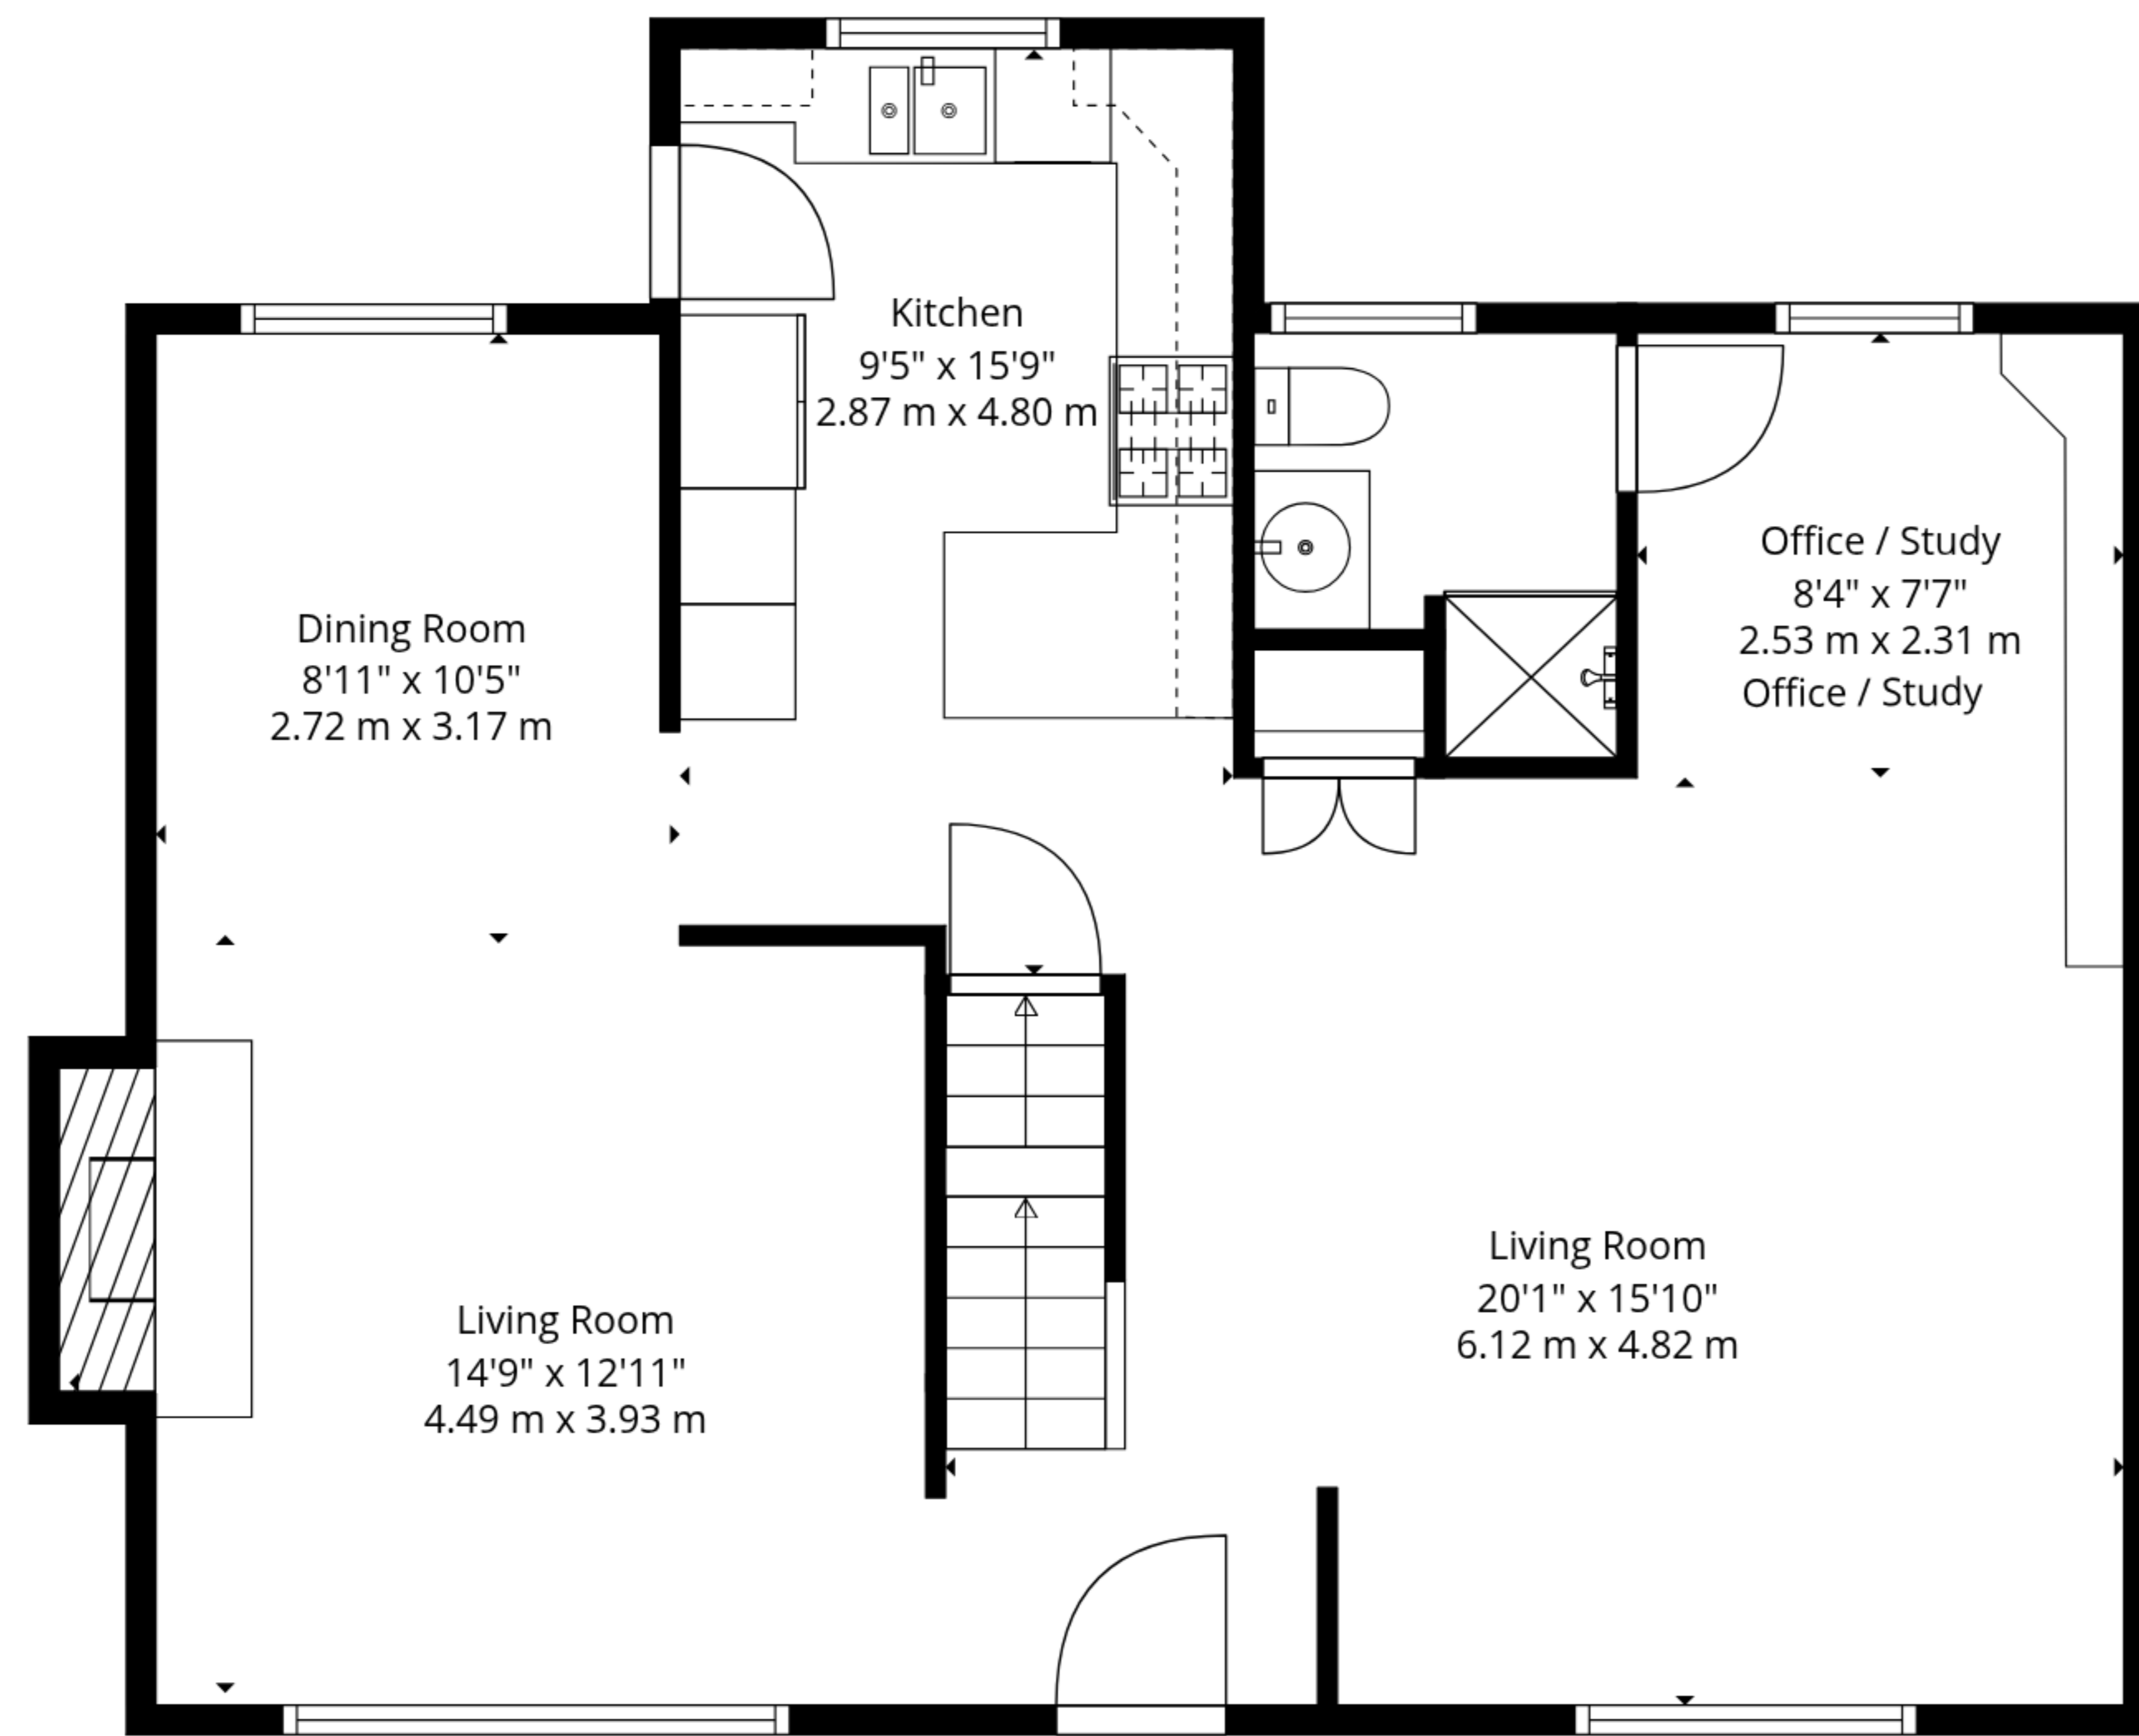 Kitchen
9'5" x 15'9"
2.87 m x 4.80 m
Dining Room
8'11" x 10'5"
2.72 m x 3.17 m
Office / Study
8'4" x 7'7"
2.53 m x 2.31 m
Office / Study
Living Room
14'9" x 12'11"
4.49 m x 3.93 m
Living Room
20'1" x 15'10"
6.12 m x 4.82 m